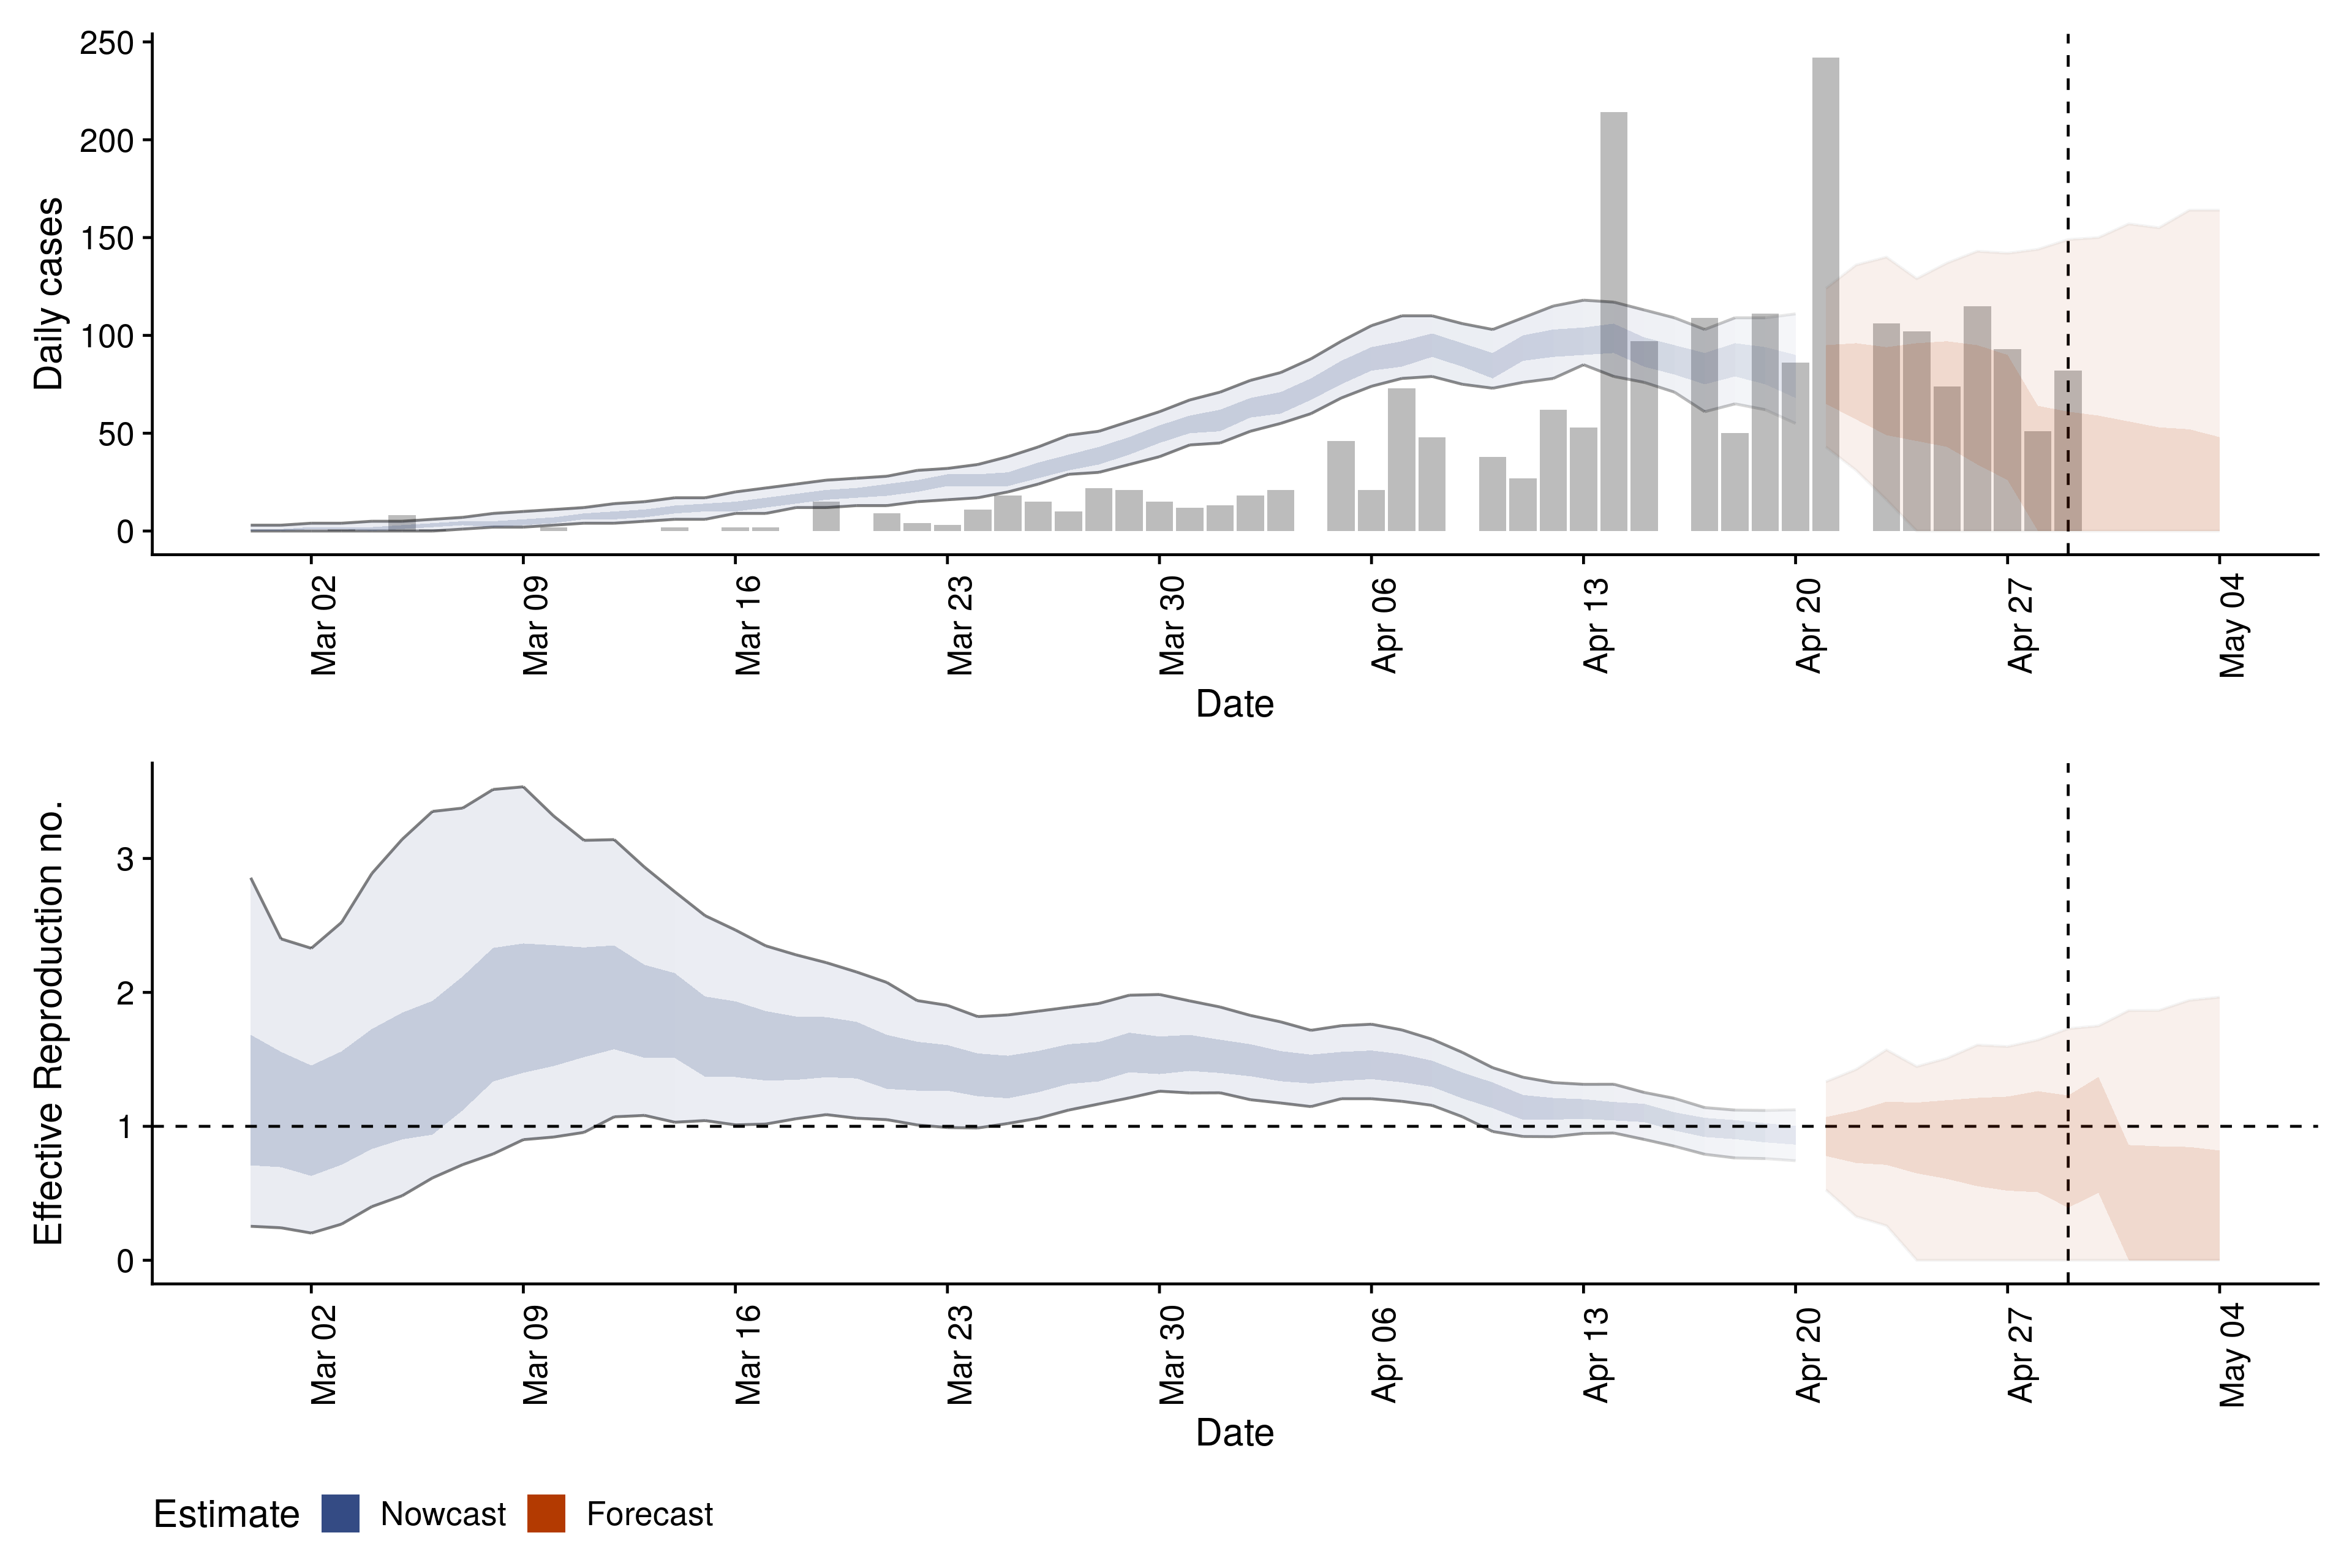 Daily cases
250
200
150
100
50
0
Mar 02
Mar 09
Mar 16
Mar 23
Mar 30
Apr 06
Apr 13
Apr 20
Apr 27
May 04
Date
Effective Reproduction no.
3
2
1
0
Mar 02
Mar 09
Mar 16
Mar 23
Mar 30
Apr 06
Apr 13
Apr 20
Apr 27
May 04
Date
Estimate Nowcast Forecast